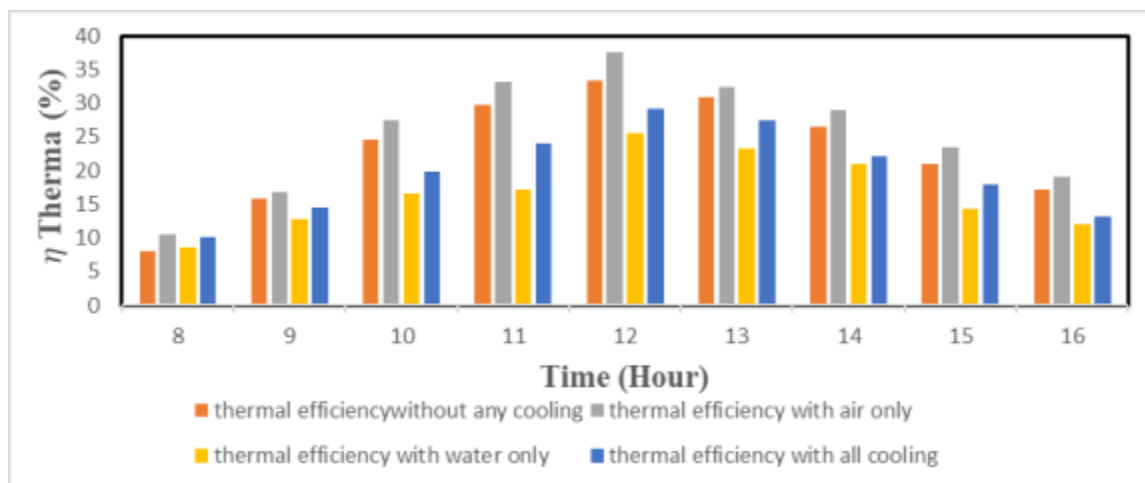 40
35
30
25
20
15
10
5
0
η Therma (%)
8 9 10 11 12 13 14 15 16
Time (Hour)
thermal efficiencywithout any cooling thermal efficiency with air only
thermal efficiency with water only thermal efficiency with all cooling